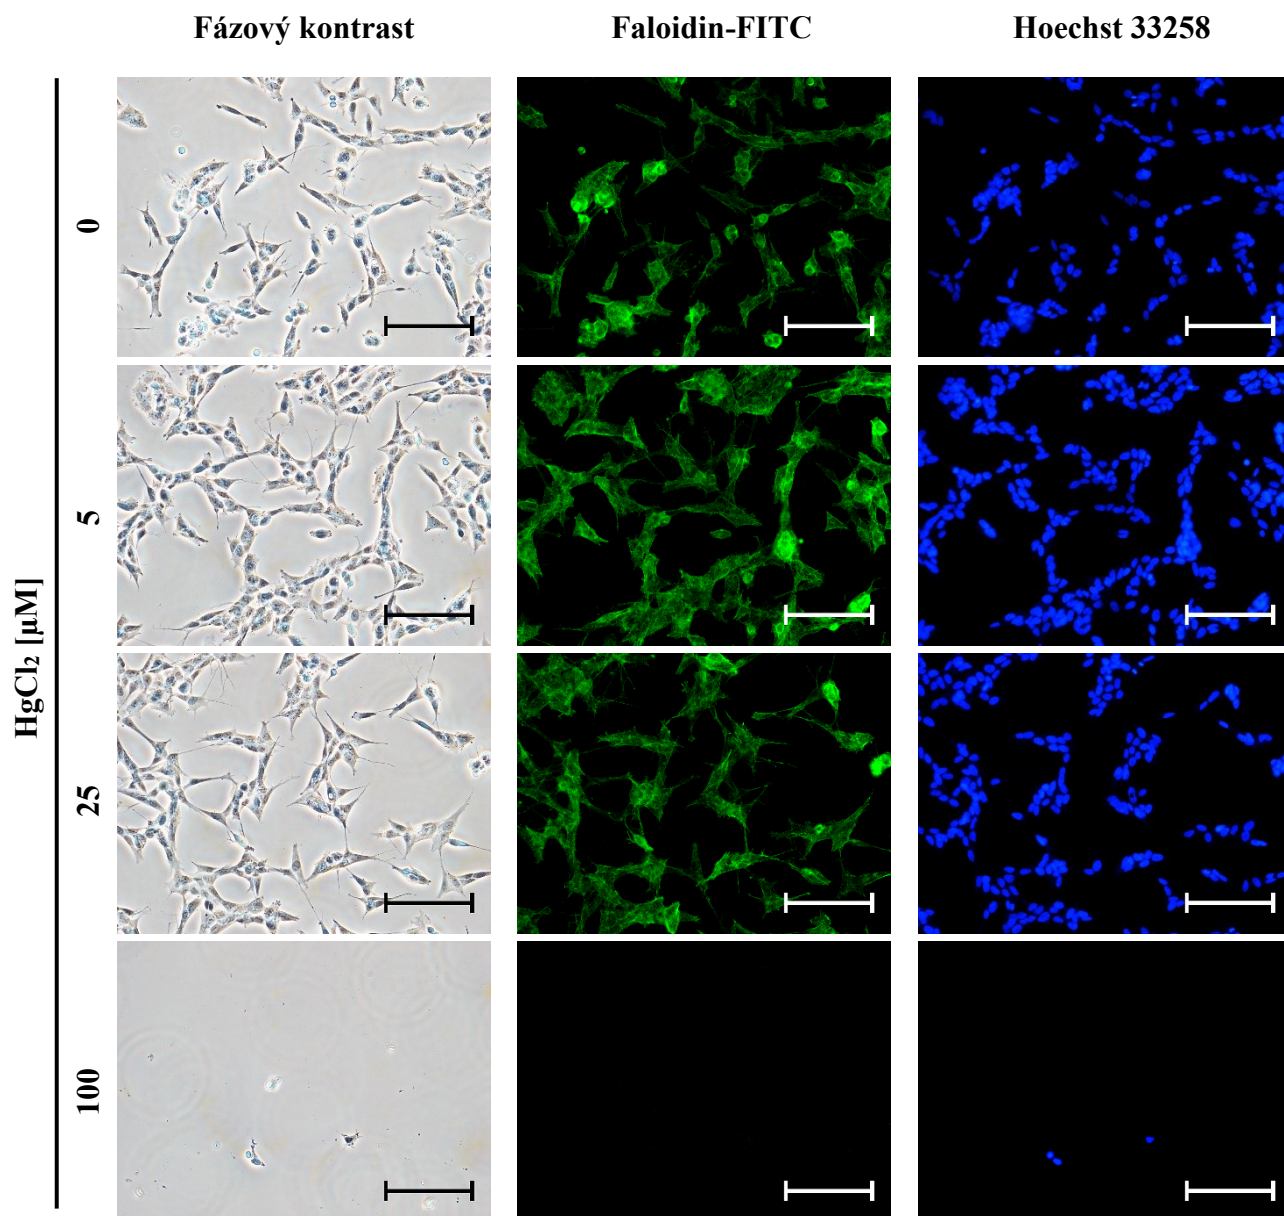 Fázový kontrast
Faloidin-FITC
Hoechst 33258
HgCl₂ [µM]
0
5
25
100